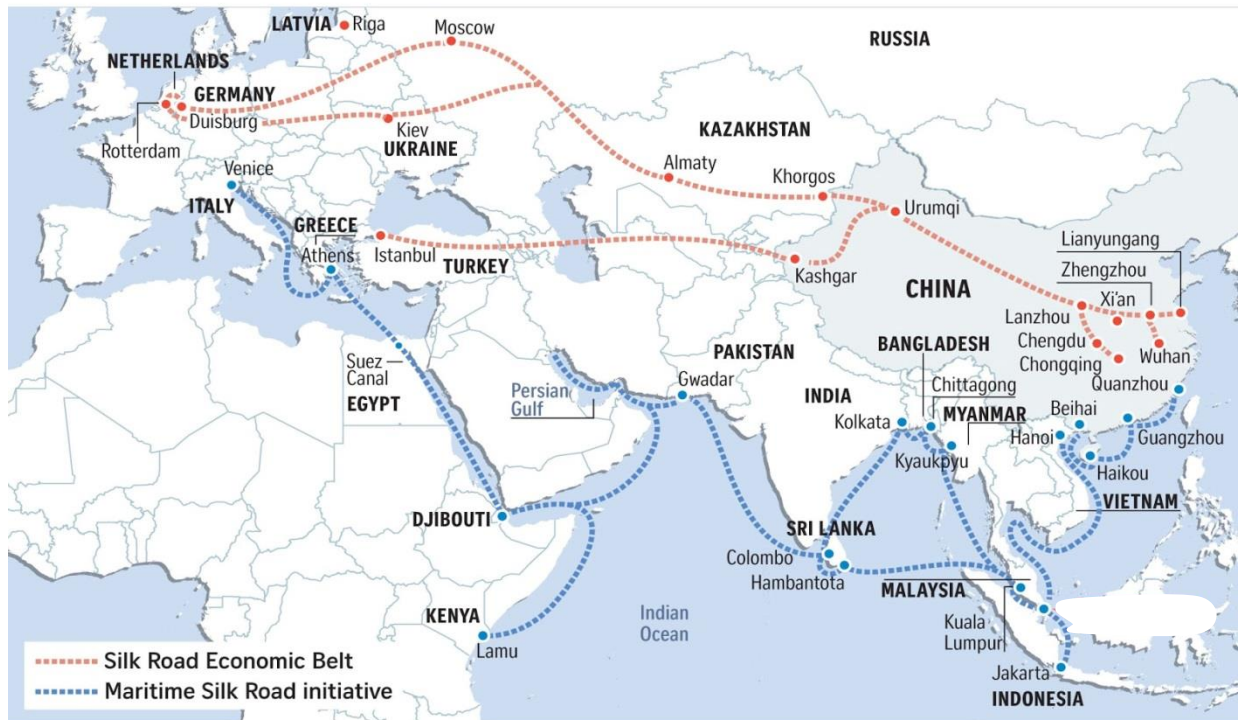 LATVIA
Riga
Moscow
RUSSIA
NETHERLANDS
GERMANY
Duisburg
Rotterdam
Kiev
UKRAINE
KAZAKHSTAN
Almaty
Khorgos
Urumqi
Venice
ITALY
GREECE
Athens
Istanbul
TURKEY
Kashgar
CHINA
Lianyungang
Zhengzhou
Xi'an
Lanzhou
Chengdu
Chongqing
Wuhan
Quanzhou
Suez
Canal
EGYPT
Persian
Gulf
PAKISTAN
Gwadar
INDIA
BANGLADESH
Chittagong
MYANMAR
Kolkata
Kyaukpyu
Hanoi
Beihai
Guangzhou
Haikou
VIETNAM
DJIBOUTI
SRI LANKA
Colombo
Hambantota
MALAYSIA
Kuala
Lumpur
Indian
Ocean
KENYA
Lamu
Jakarta
INDONESIA
Silk Road Economic Belt
Maritime Silk Road initiative